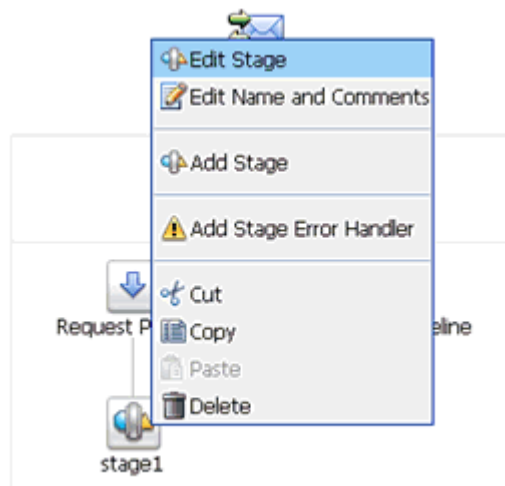 Edit Stage
Edit Name and Comments
Add Stage
Add Stage Error Handler
Cut
Copy
Paste
Delete
Request P
eline
stage1